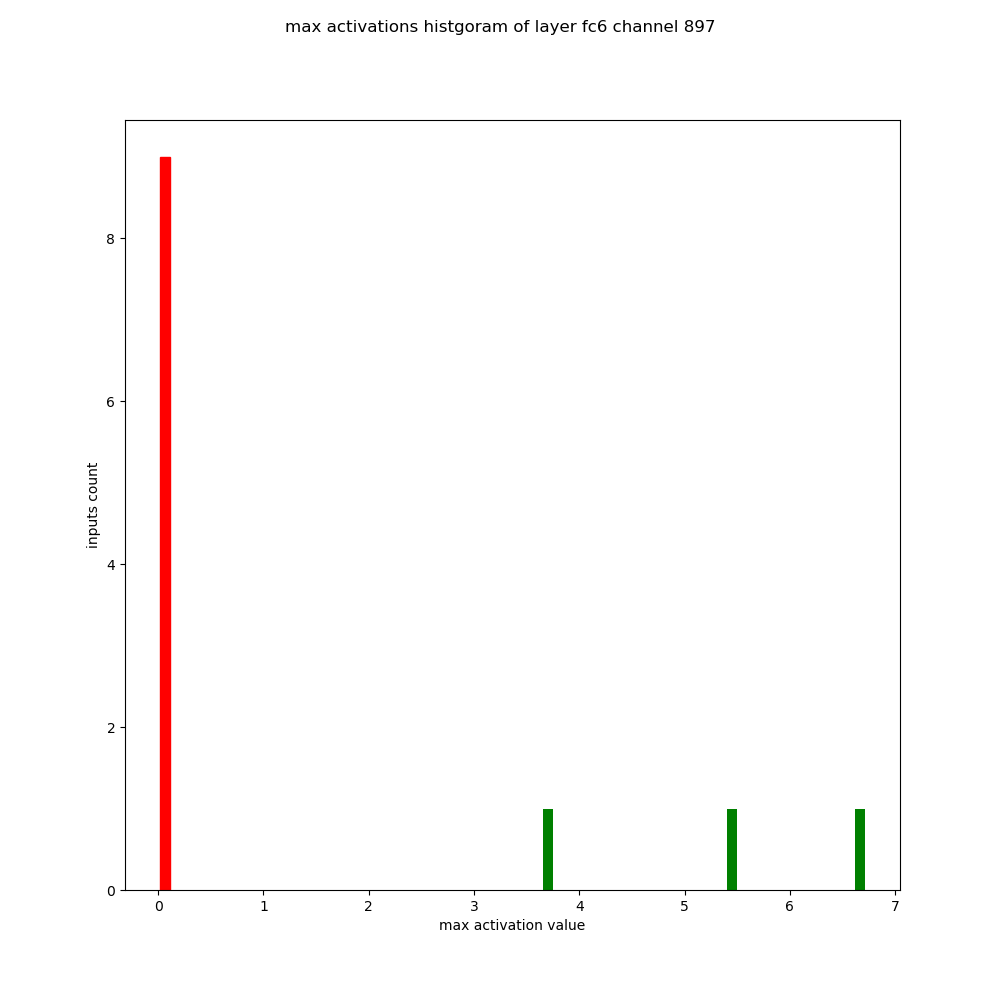 max activations histgoram of layer fc6 channel 897
8
6
4
2
0
inputs count
0 1 2 3 4 5 6 7
max activation value